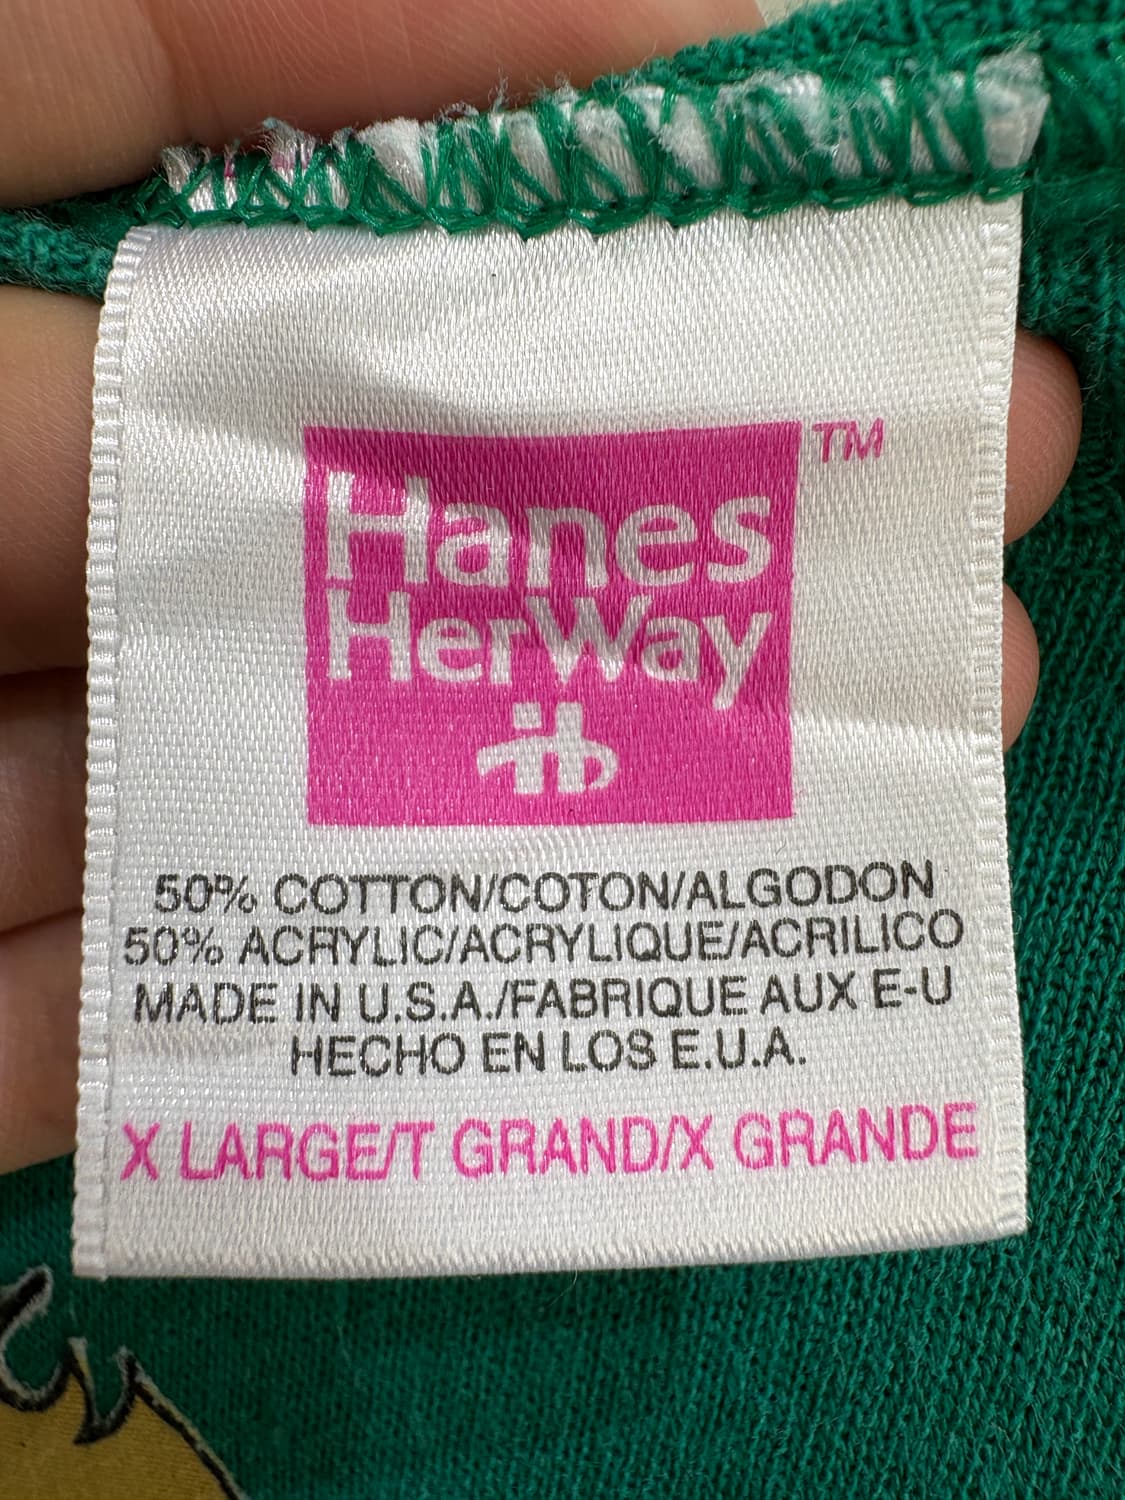 Hanes
HerWay
TM
50% COTTON/COTON/ALGODON
50% ACRYLIC/ACRYLIQUE/ACRILICO
MADE IN U.S.A./FABRIQUE AUX E-U
HECHO EN LOS E.U.A.
X LARGE/T GRAND/X GRANDE